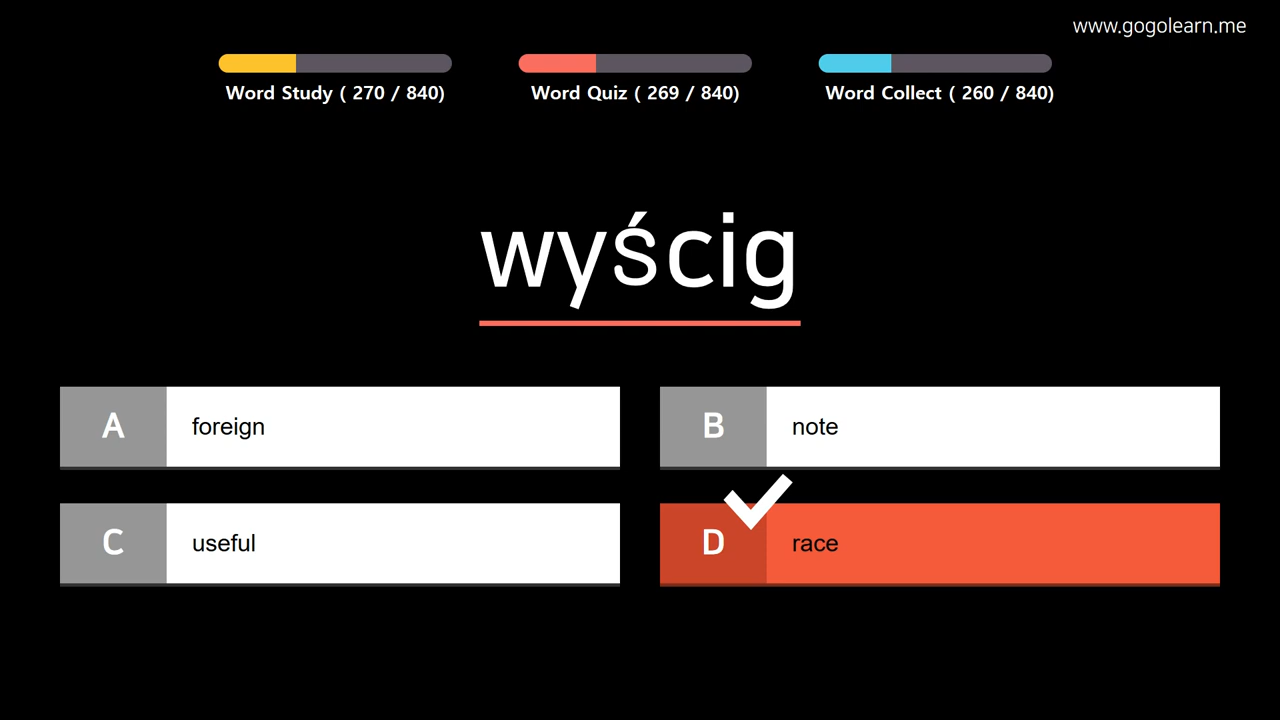 www.gogolearn.me
Word Study ( 270 / 840)
Word Quiz ( 269 / 840)
Word Collect ( 260 / 840)
wyścig
A foreign
B note
C useful
D race